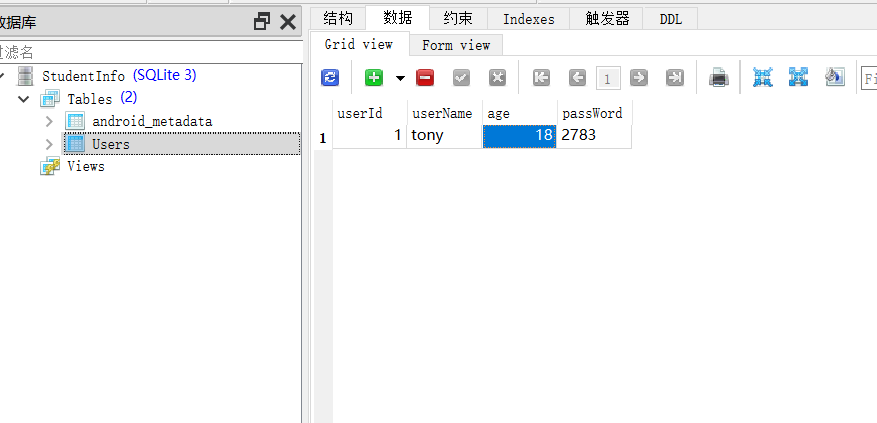 数据库
过滤名
StudentInfo (SQLite 3)
Tables (2)
android_metadata
Users
Views
结构 数据 约束 Indexes 触发器 DDL
Grid view Form view
1
userId userName age passWord
1 1 tony 18 2783